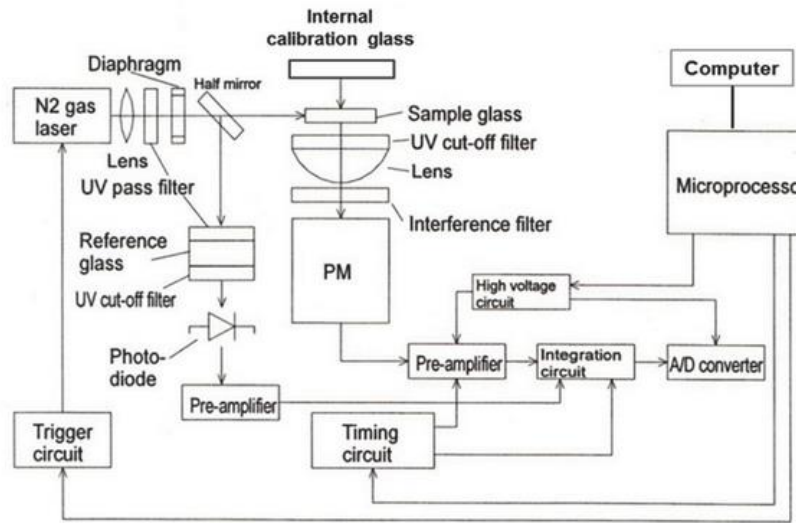 Internal
calibration glass
Diaphragm
Half mirror
Computer
N2 gas
laser
Sample glass
UV cut-off filter
Lens
Lens
UV pass filter
Microprocesso
Interference filter
Reference
glass
PM
UV cut-off filter
High voltage
circuit
Photo-
diode
Pre-amplifier
Integration
circuit
A/D converter
Pre-amplifier
Trigger
circuit
Timing
circuit